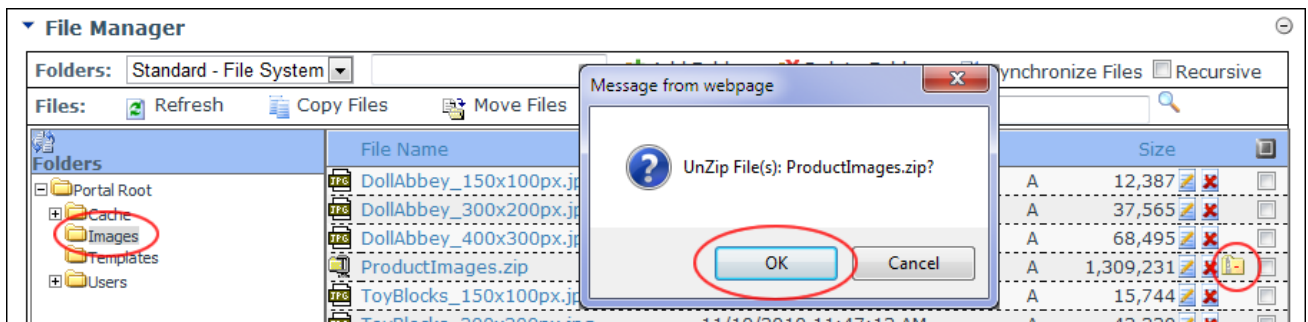 File Manager
Folders: Standard - File System Synchronize Files Recursive
Message from webpage
Files: Refresh Copy Files Move Files
UnZip File(s): ProductImages.zip?
OK Cancel
Folders File Name Size
Portal Root
Cache
Images
Templates
Users
DollAbbey_150x100px.jp A 12,387
DollAbbey_300x200px.jp A 37,565
DollAbbey_400x300px.jp A 68,495
ProductImages.zip A 1,309,231
ToyBlocks_150x100px.jp A 15,744